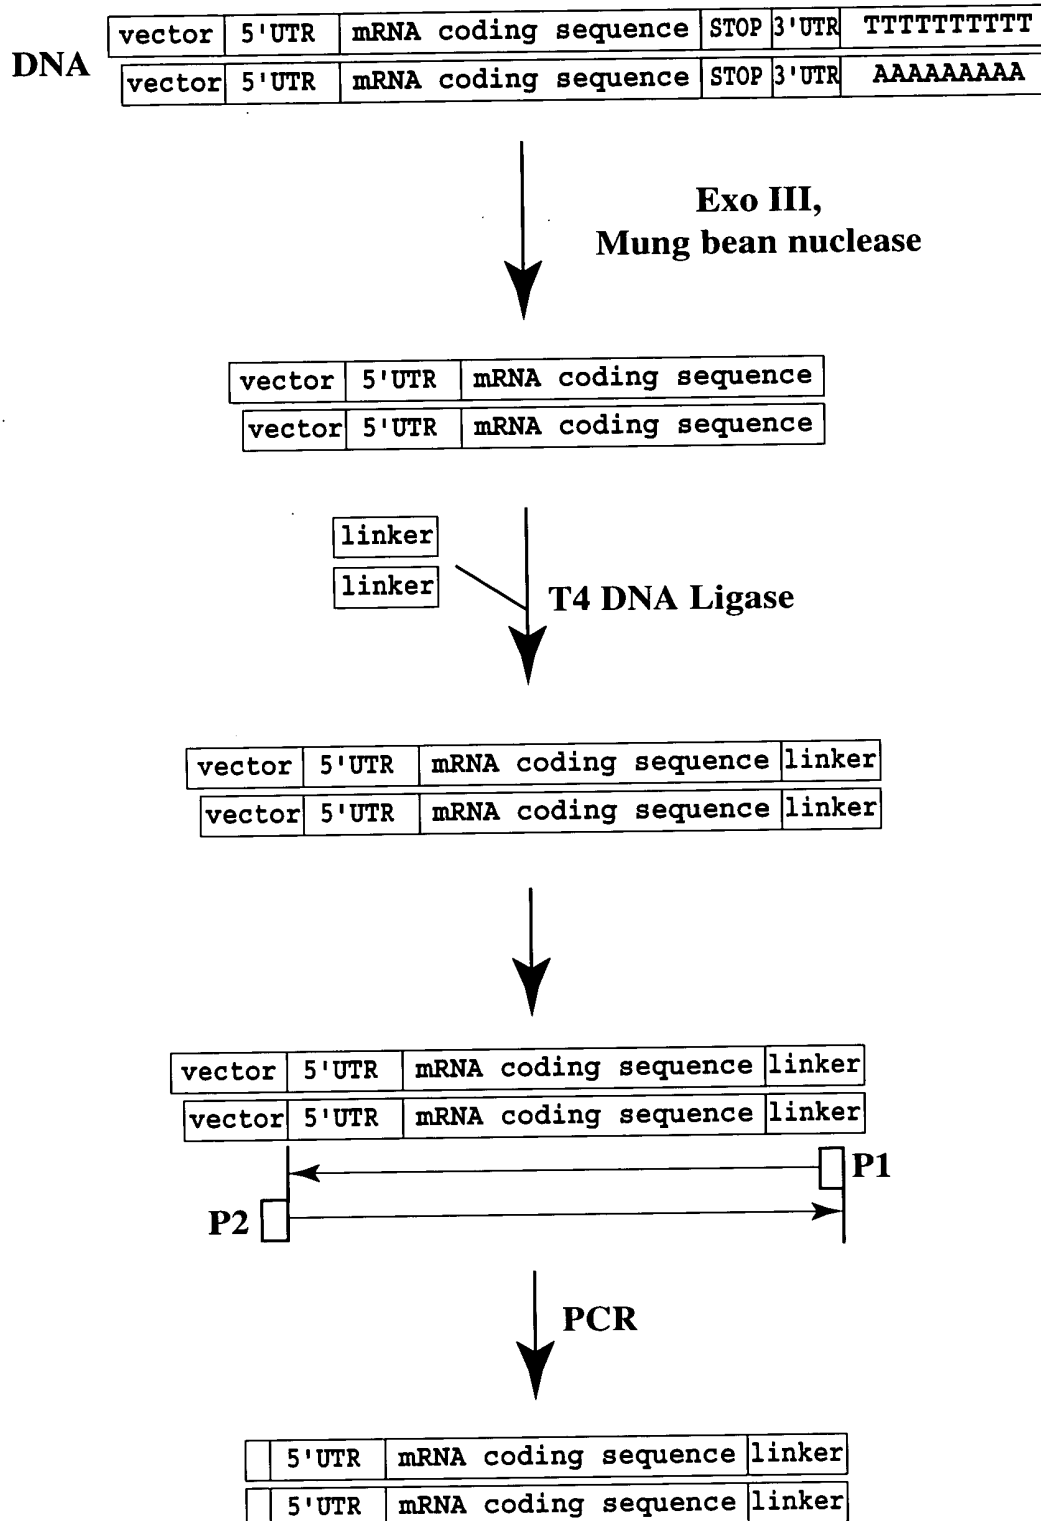 vector 5'UTR mRNA coding sequence STOP 3'UTR TTTTTTTTTT
DNA
vector 5'UTR mRNA coding sequence STOP 3'UTR AAAAAAAAA
Exo III,
Mung bean nuclease
vector 5'UTR mRNA coding sequence
vector 5'UTR mRNA coding sequence
linker
linker
T4 DNA Ligase
vector 5'UTR mRNA coding sequence linker
vector 5'UTR mRNA coding sequence linker
vector 5'UTR mRNA coding sequence linker
vector 5'UTR mRNA coding sequence linker
P1
P2
PCR
5'UTR mRNA coding sequence linker
5'UTR mRNA coding sequence linker